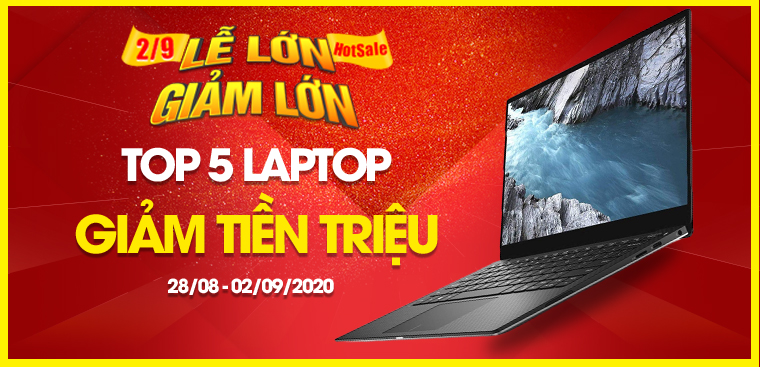 2/9 LỄ LỚN HotSale
GIẢM LỚN
TOP 5 LAPTOP
GIẢM TIỀN TRIỆU
28/08 - 02/09/2020